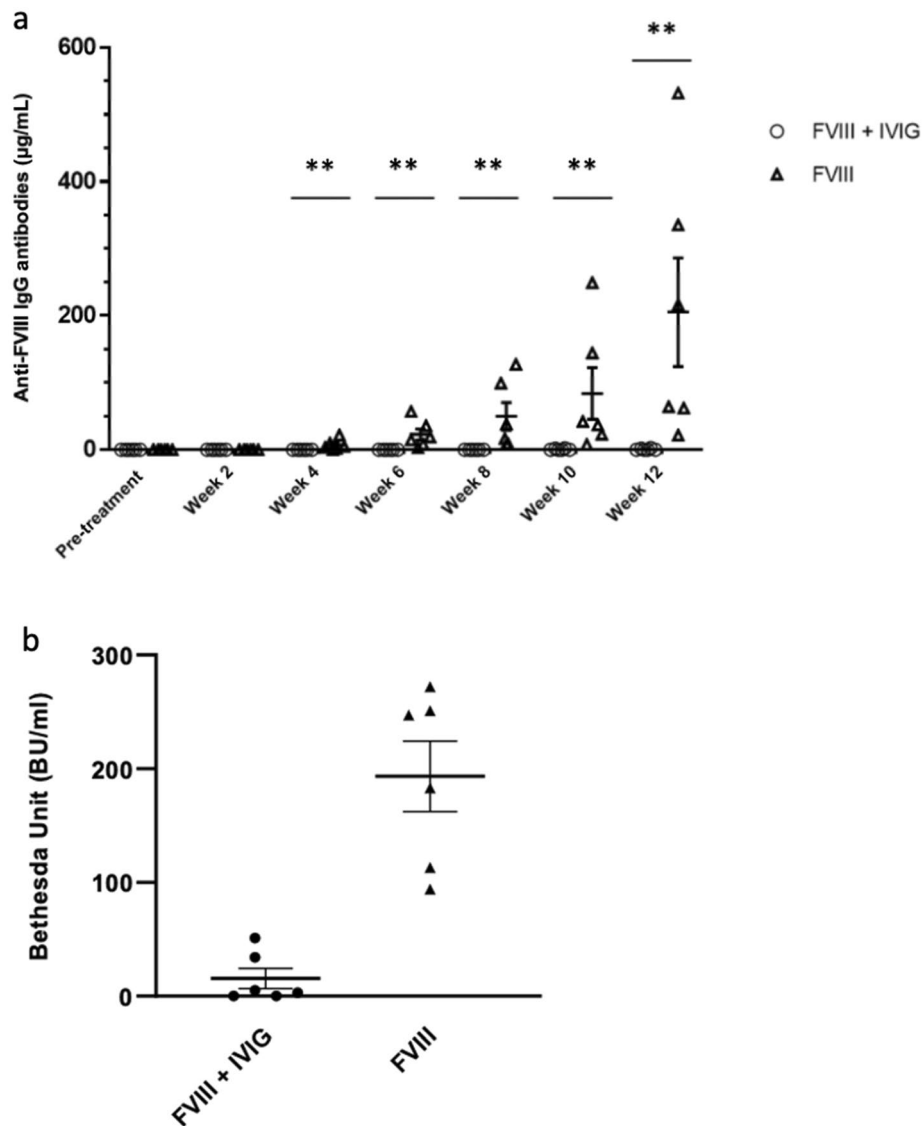 a
**
600
Anti-FVIII IgG antibodies (µg/mL)
FVIII + IVIG
FVIII
** ** ** **
400
200
0
Pre-treatment Week 2 Week 4 Week 6 Week 8 Week 10 Week 12
b
300
Bethesda Unit (BU/ml)
200
100
0
FVIII + IVIG FVIII